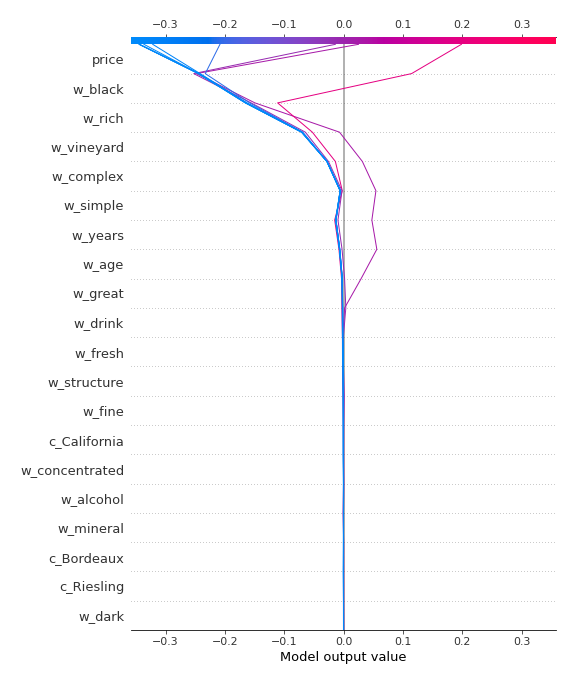 −0.3 −0.2 −0.1 0.0 0.1 0.2 0.3
price
w_black
w_rich
w_vineyard
w_complex
w_simple
w_years
w_age
w_great
w_drink
w_fresh
w_structure
w_fine
c_California
w_concentrated
w_alcohol
w_mineral
c_Bordeaux
c_Riesling
w_dark
−0.3 −0.2 −0.1 0.0 0.1 0.2 0.3
Model output value